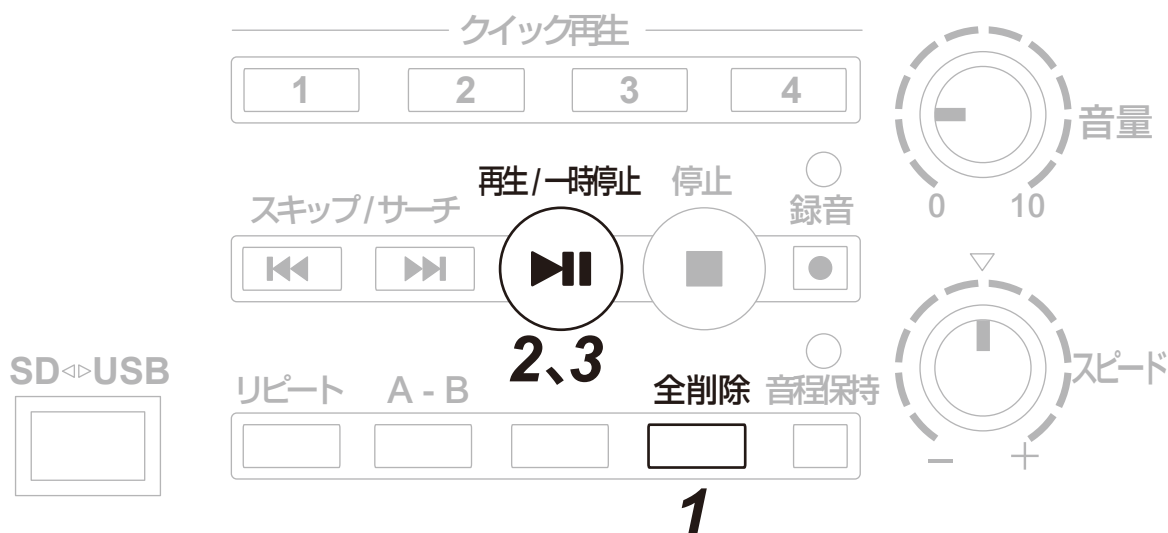 クイック再生
1 2 3 4
音量
0 10
再生/一時停止 停止
スキップ/サーチ 録音
2、3
SD◁▷USB
リピート A - B 全削除 音程保持
スピード
− +
1